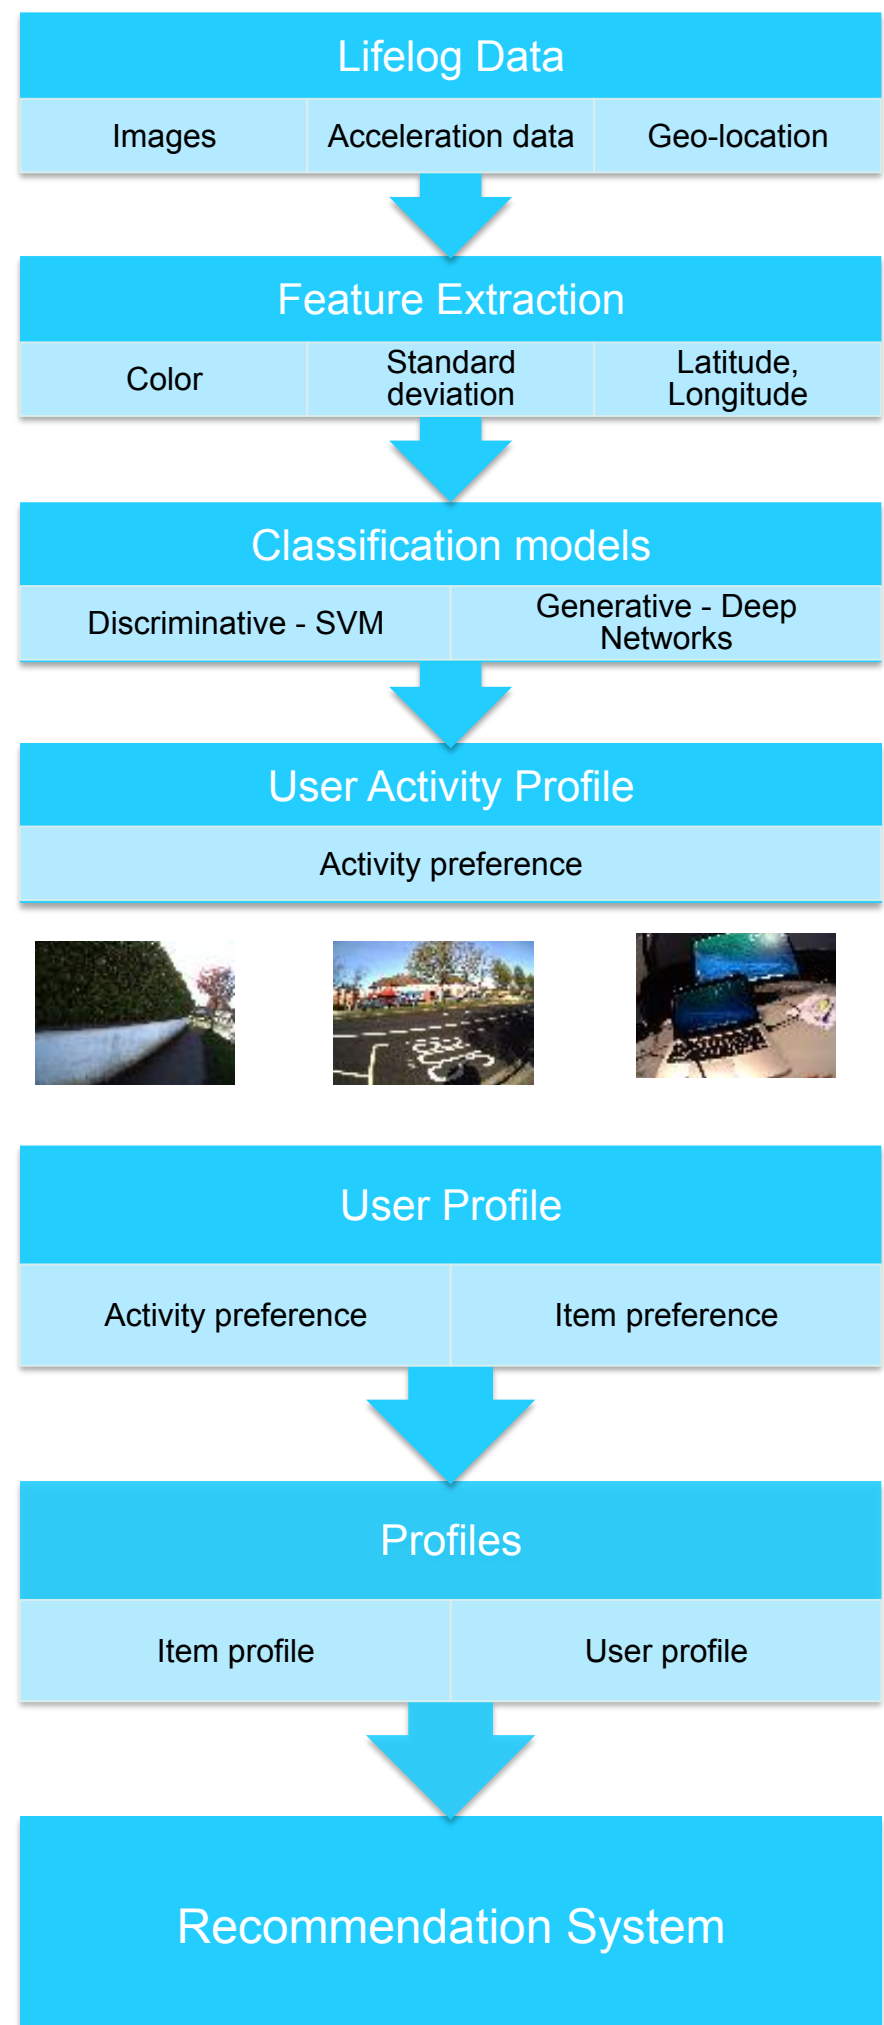 Lifelog Data
Images
Acceleration data
Geo-location
Feature Extraction
Color
Standard
deviation
Latitude,
Longitude
Classification models
Discriminative - SVM
Generative - Deep
Networks
User Activity Profile
Activity preference
User Profile
Activity preference
Item preference
Profiles
Item profile
User profile
Recommendation System